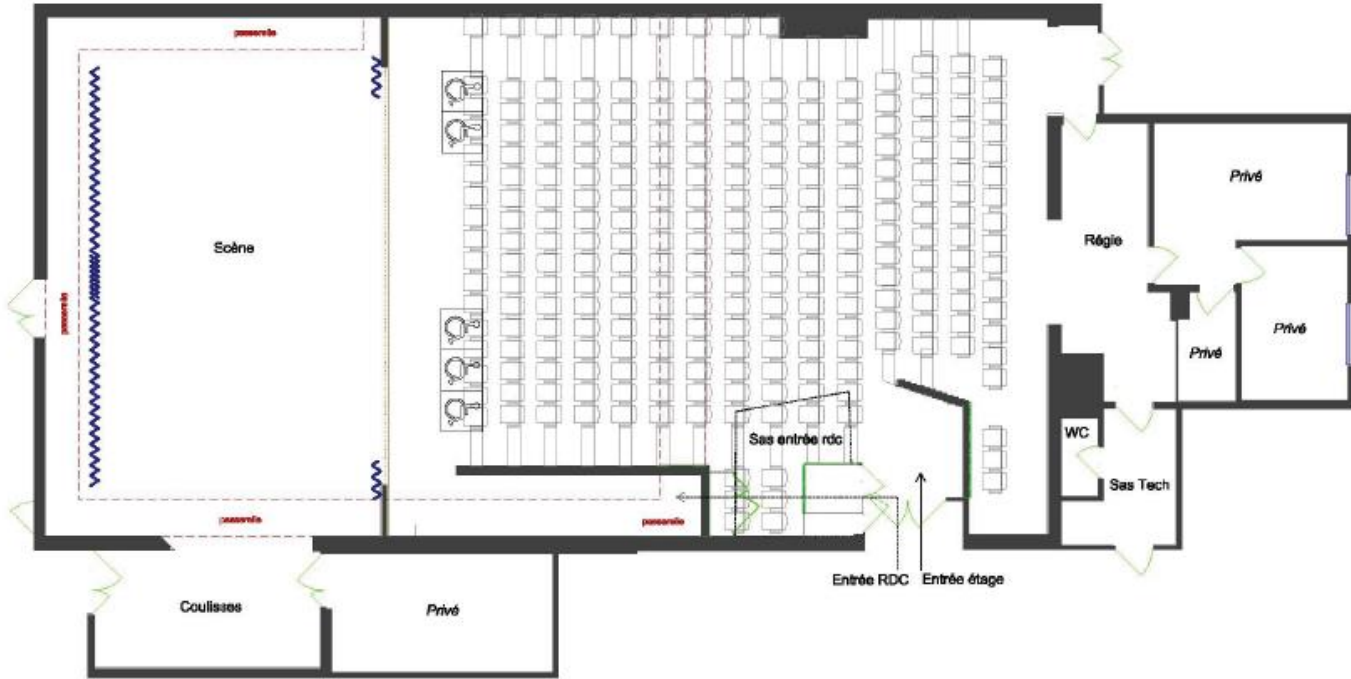 passerelle
Scène
passerelle
passerelle
passerelle
Coulisses
Privé
Sas entrée rdc
Entrée RDC
Entrée étage
Régie
Privé
Privé
Privé
WC
Sas Tech